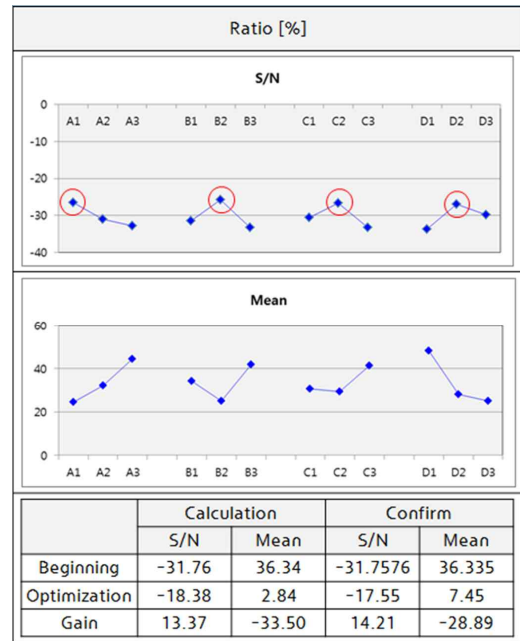 Ratio [%]
S/N
0
A1 A2 A3 B1 B2 B3 C1 C2 C3 D1 D2 D3
-10
-20
-30
-40
Mean
60
40
20
0
A1 A2 A3 B1 B2 B3 C1 C2 C3 D1 D2 D3
Calculation Confirm
S/N Mean S/N Mean
Beginning -31.76 36.34 -31.7576 36.335
Optimization -18.38 2.84 -17.55 7.45
Gain 13.37 -33.50 14.21 -28.89